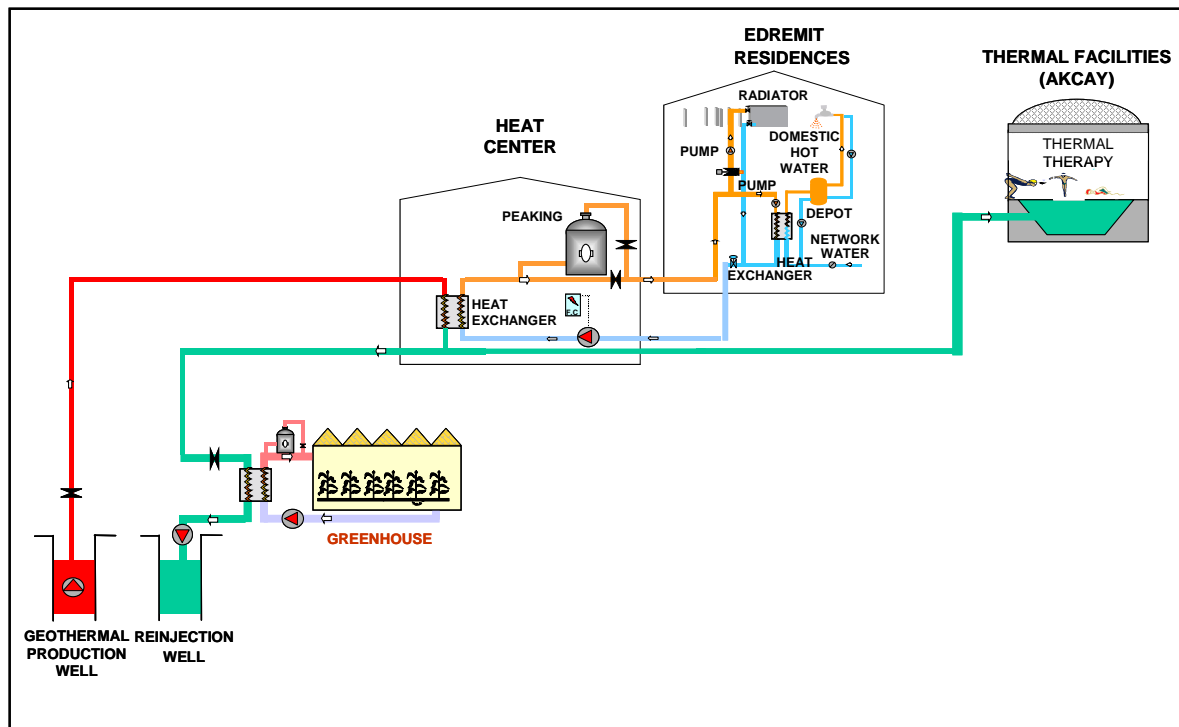 EDREMIT
RESIDENCES
THERMAL FACILITIES
(AKCAY)
HEAT
CENTER
RADIATOR
DOMESTIC
HOT
WATER
PUMP
PUMP
DEPOT
NETWORK
WATER
HEAT
EXCHANGER
THERMAL
THERAPY
PEAKING
HEAT
EXCHANGER
F.C
GREENHOUSE
GEOTHERMAL
PRODUCTION
WELL
REINJECTION
WELL